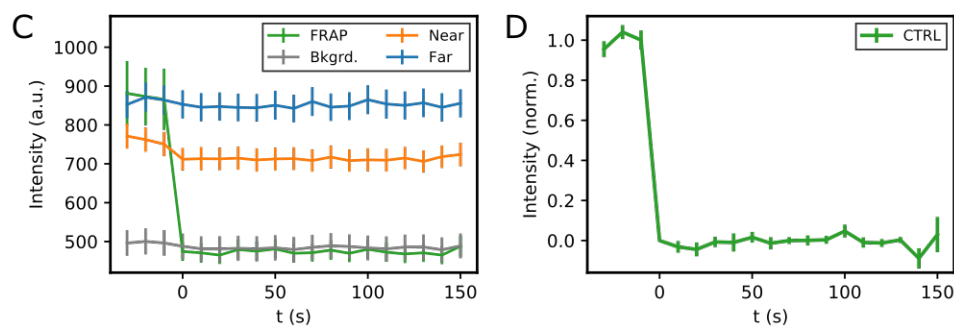 C
FRAP
Bkgrd.
Near
Far
Intensity (a.u.)
1000
900
800
700
600
500
0
50
100
150
t (s)
D
CTRL
Intensity (norm.)
1.0
0.8
0.6
0.4
0.2
0.0
0
50
100
150
t (s)